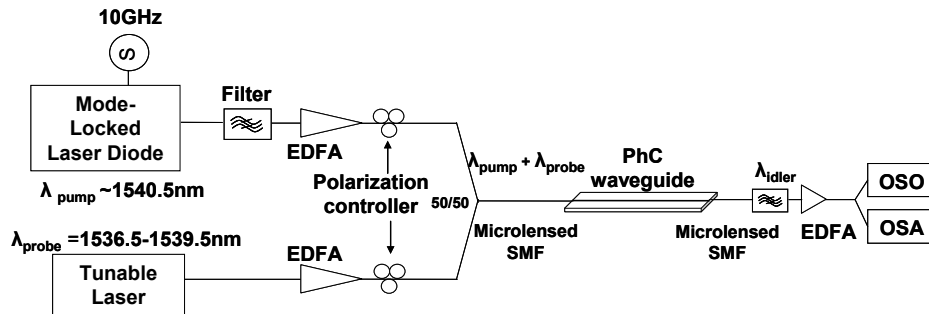 10GHz
S
Mode-
Locked
Laser Diode
λ pump ~1540.5nm
Filter
EDFA
Polarization
controller
λprobe =1536.5-1539.5nm
Tunable
Laser
EDFA
50/50
λpump + λprobe
PhC
waveguide
Microlensed
SMF
Microlensed
SMF
λidler
EDFA
OSO
OSA